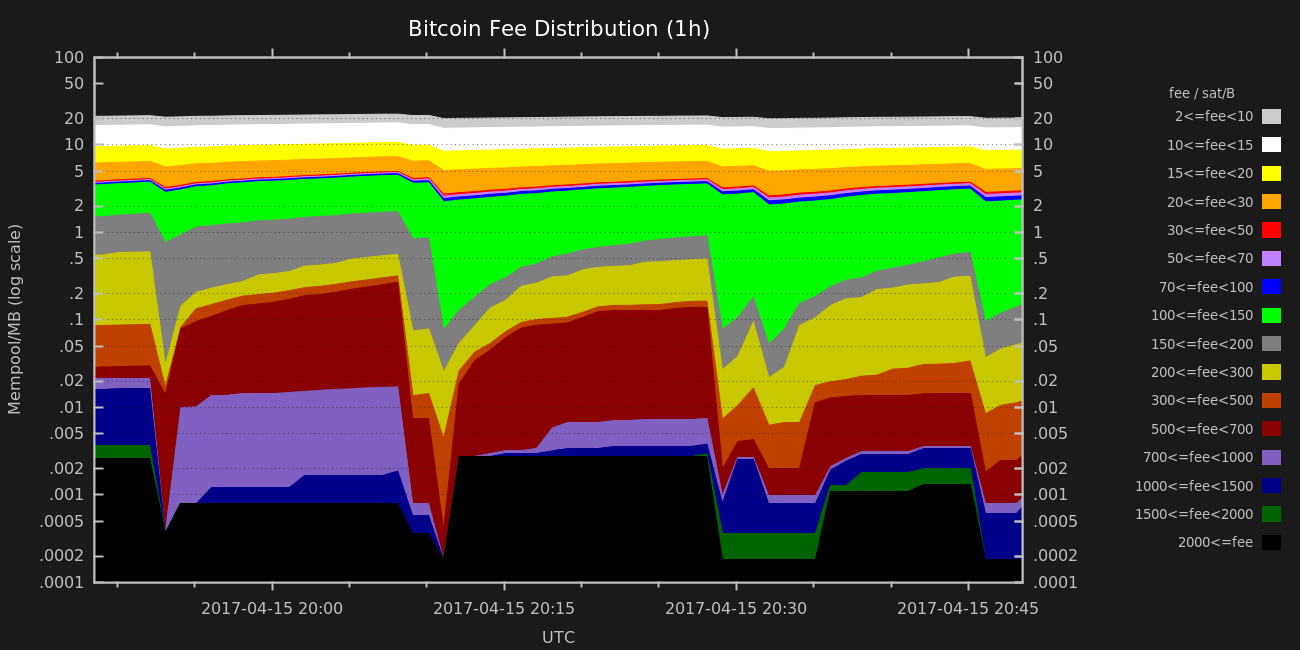 Bitcoin Fee Distribution (1h)
100
50
20
10
5
2
1
.5
.2
.1
.05
.02
.01
.005
.002
.001
.0005
.0002
.0001
Mempool/MB (log scale)
100
50
20
10
5
2
1
.5
.2
.1
.05
.02
.01
.005
.002
.001
.0005
.0002
.0001
2017-04-15 20:00
2017-04-15 20:15
2017-04-15 20:30
2017-04-15 20:45
UTC
fee / sat/B
2<=fee<10
10<=fee<15
15<=fee<20
20<=fee<30
30<=fee<50
50<=fee<70
70<=fee<100
100<=fee<150
150<=fee<200
200<=fee<300
300<=fee<500
500<=fee<700
700<=fee<1000
1000<=fee<1500
1500<=fee<2000
2000<=fee